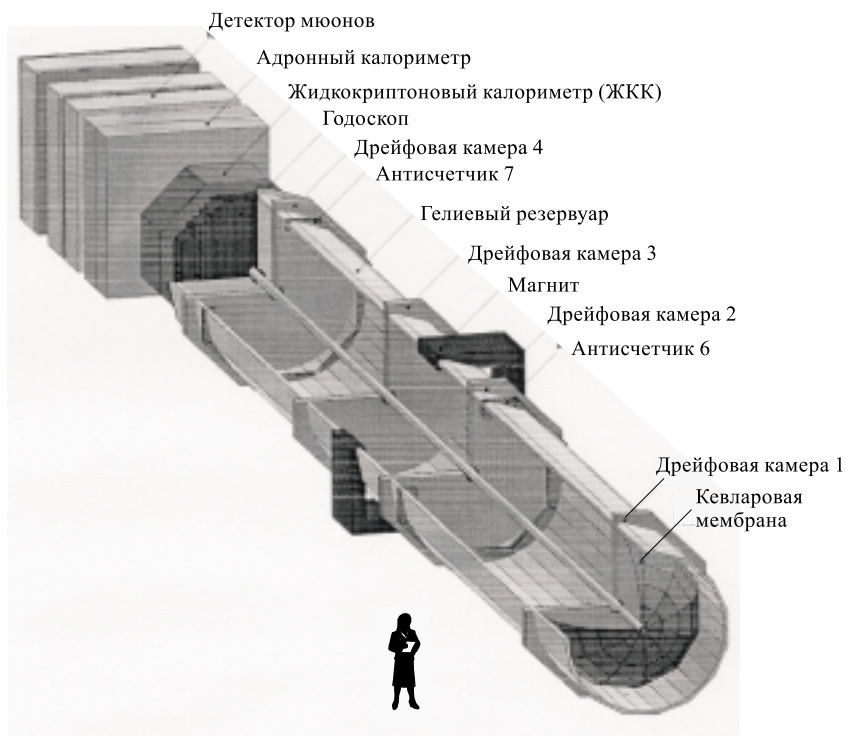 Детектор мюонов
Адронный калориметр
Жидкокриптоновый калориметр (ЖКК)
Годоскоп
Дрейфовая камера 4
Антисчетчик 7
Гелиевый резервуар
Дрейфовая камера 3
Магнит
Дрейфовая камера 2
Антисчетчик 6
Дрейфовая камера 1
Кевларовая
мембрана